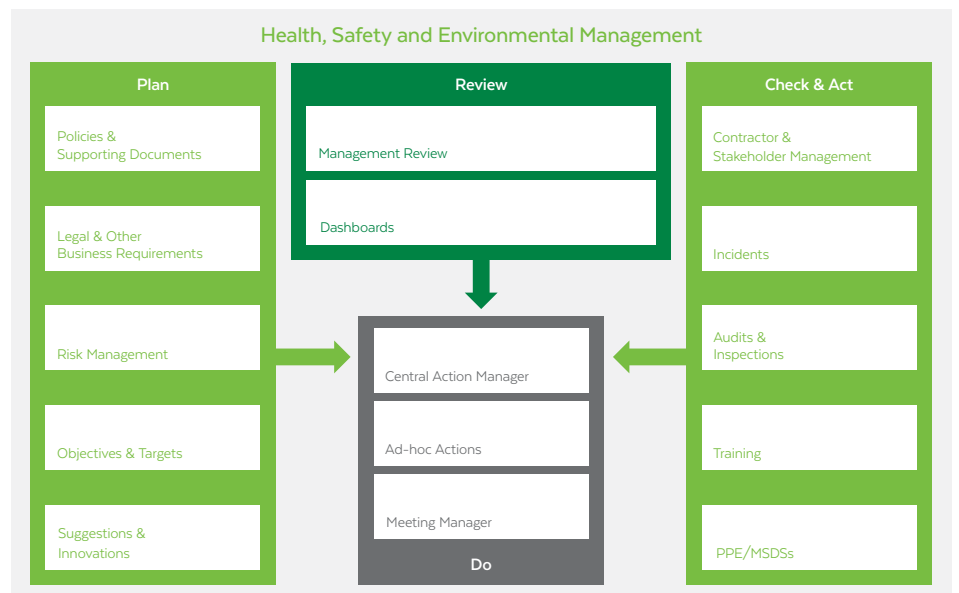 Health, Safety and Environmental Management
Plan
Policies &
Supporting Documents
Legal & Other
Business Requirements
Risk Management
Objectives & Targets
Suggestions &
Innovations
Review
Management Review
Dashboards
Central Action Manager
Ad-hoc Actions
Meeting Manager
Do
Check & Act
Contractor &
Stakeholder Management
Incidents
Audits &
Inspections
Training
PPE/MSDSs